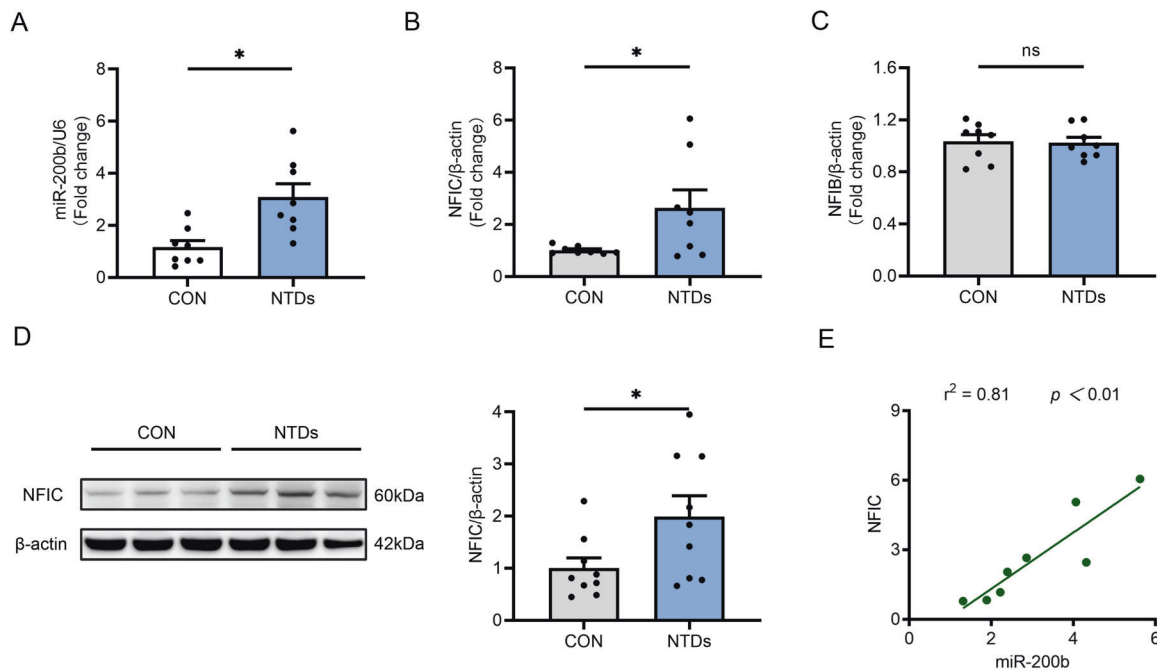 A
*
miR-200b/U6
(Fold change)
8
6
4
2
0
CON
NTDs
B
*
NFIC/β-actin
(Fold change)
8
6
4
2
0
CON
NTDs
C
ns
NFIB/β-actin
(Fold change)
1.6
1.2
0.8
0.4
0.0
CON
NTDs
D
CON
NTDs
NFIC
60kDa
β-actin
42kDa
*
NFIC/β-actin
4
3
2
1
0
CON
NTDs
E
r² = 0.81
p < 0.01
NFIC
9
6
3
0
0
2
4
6
miR-200b